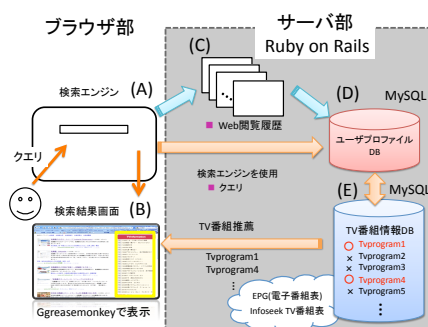 ブラウザ部
サーバ部
Ruby on Rails
検索エンジン
(A)
(C)
Web閲覧履歴
(D)
MySQL
ユーザプロファイル
DB
クエリ
検索エンジンを使用
クエリ
(E)
MySQL
検索結果画面
(B)
TV番組推薦
Tvprogram1
Tvprogram4
⋮
TV番組情報DB
Tvprogram1
×Tvprogram2
×Tvprogram3
Tvprogram4
×Tvprogram5
⋮
EPG(電子番組表)
Infoseek TV番組表
Ggreasemonkeyで表示